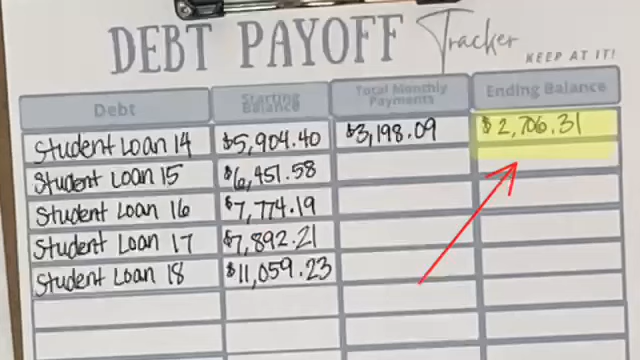 DEBT PAYOFF Tracker
KEEP AT IT!
Debt Starting Balance Total Monthly Payments Ending Balance
Student Loan 14 $5,904.40 $3,198.09 $2,706.31
Student Loan 15 $6,451.58
Student Loan 16 $7,774.19
Student Loan 17 $7,892.21
Student Loan 18 $11,059.23